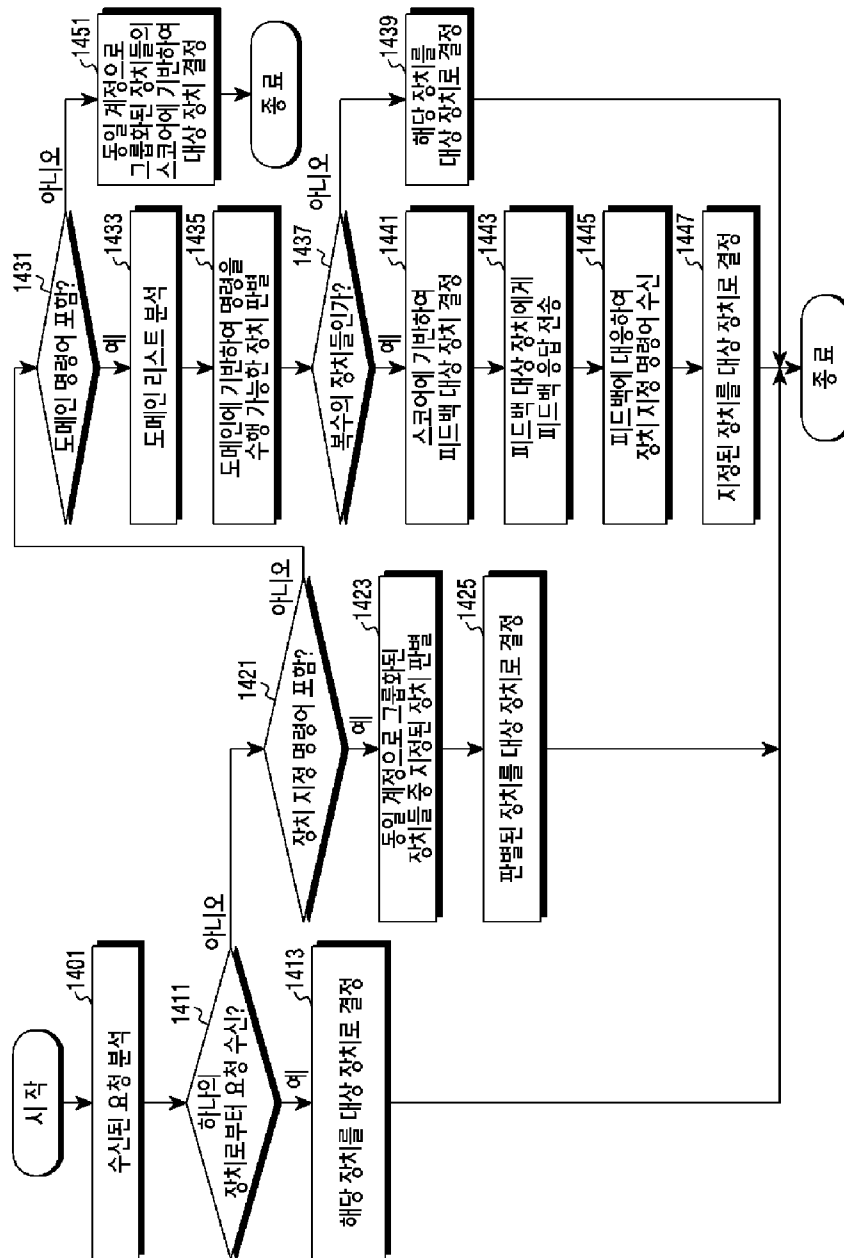 시작
1401
수신된 요청 분석
1411
하나의
장치로부터 요청 수신?
아니오
예
1413
해당 장치를 대상 장치로 결정
1421
장치 지정 명령어 포함?
아니오
예
1423
동일 계정으로 그룹화된
장치들 중 지정된 장치 판별
1425
판별된 장치를 대상 장치로 결정
1431
도메인 명령어 포함?
아니오
예
1433
도메인 리스트 분석
1435
도메인에 기반하여 명령을
수행 가능한 장치 판별
1437
복수의 장치들인가?
아니오
예
1439
해당 장치를
대상 장치로 결정
1441
스코어에 기반하여
피드백 대상 장치 결정
1443
피드백 대상 장치에게
피드백 응답 전송
1445
피드백에 대응하여
장치 지정 명령어 수신
1447
지정된 장치를 대상 장치로 결정
종료
1451
동일 계정으로
그룹화된 장치들의
스코어에 기반하여
대상 장치 결정
종료